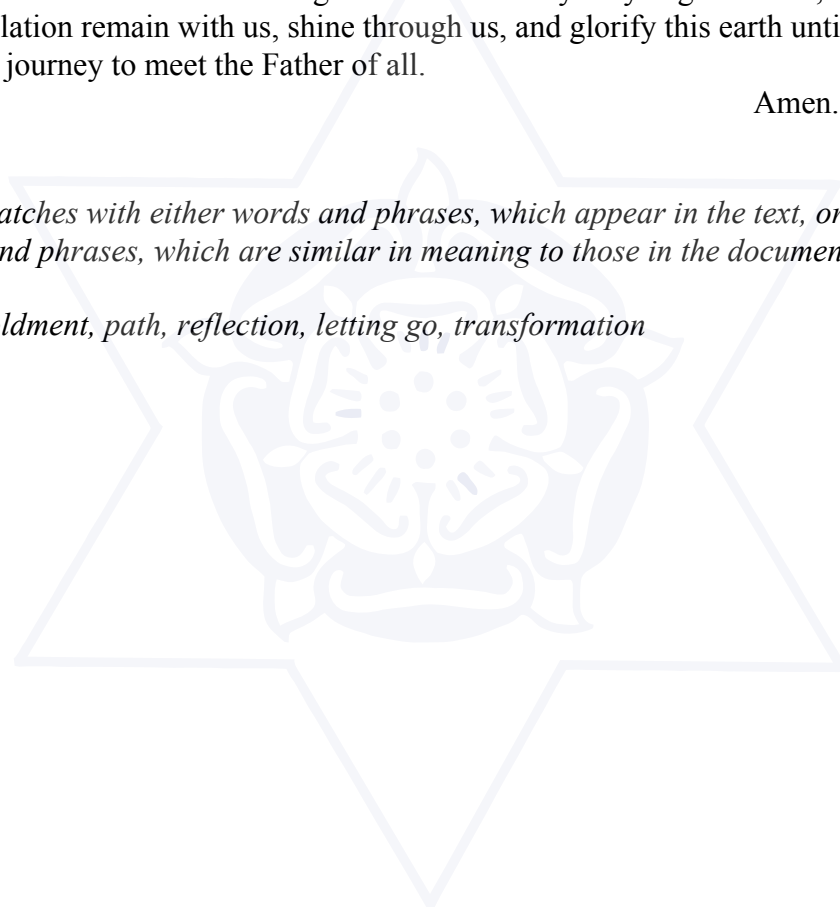 lation remain with us, shine through us, and glorify this earth unti
journey to meet the Father of all.
Amen.
atches with either words and phrases, which appear in the text, or
nd phrases, which are similar in meaning to those in the documen
ldment, path, reflection, letting go, transformation